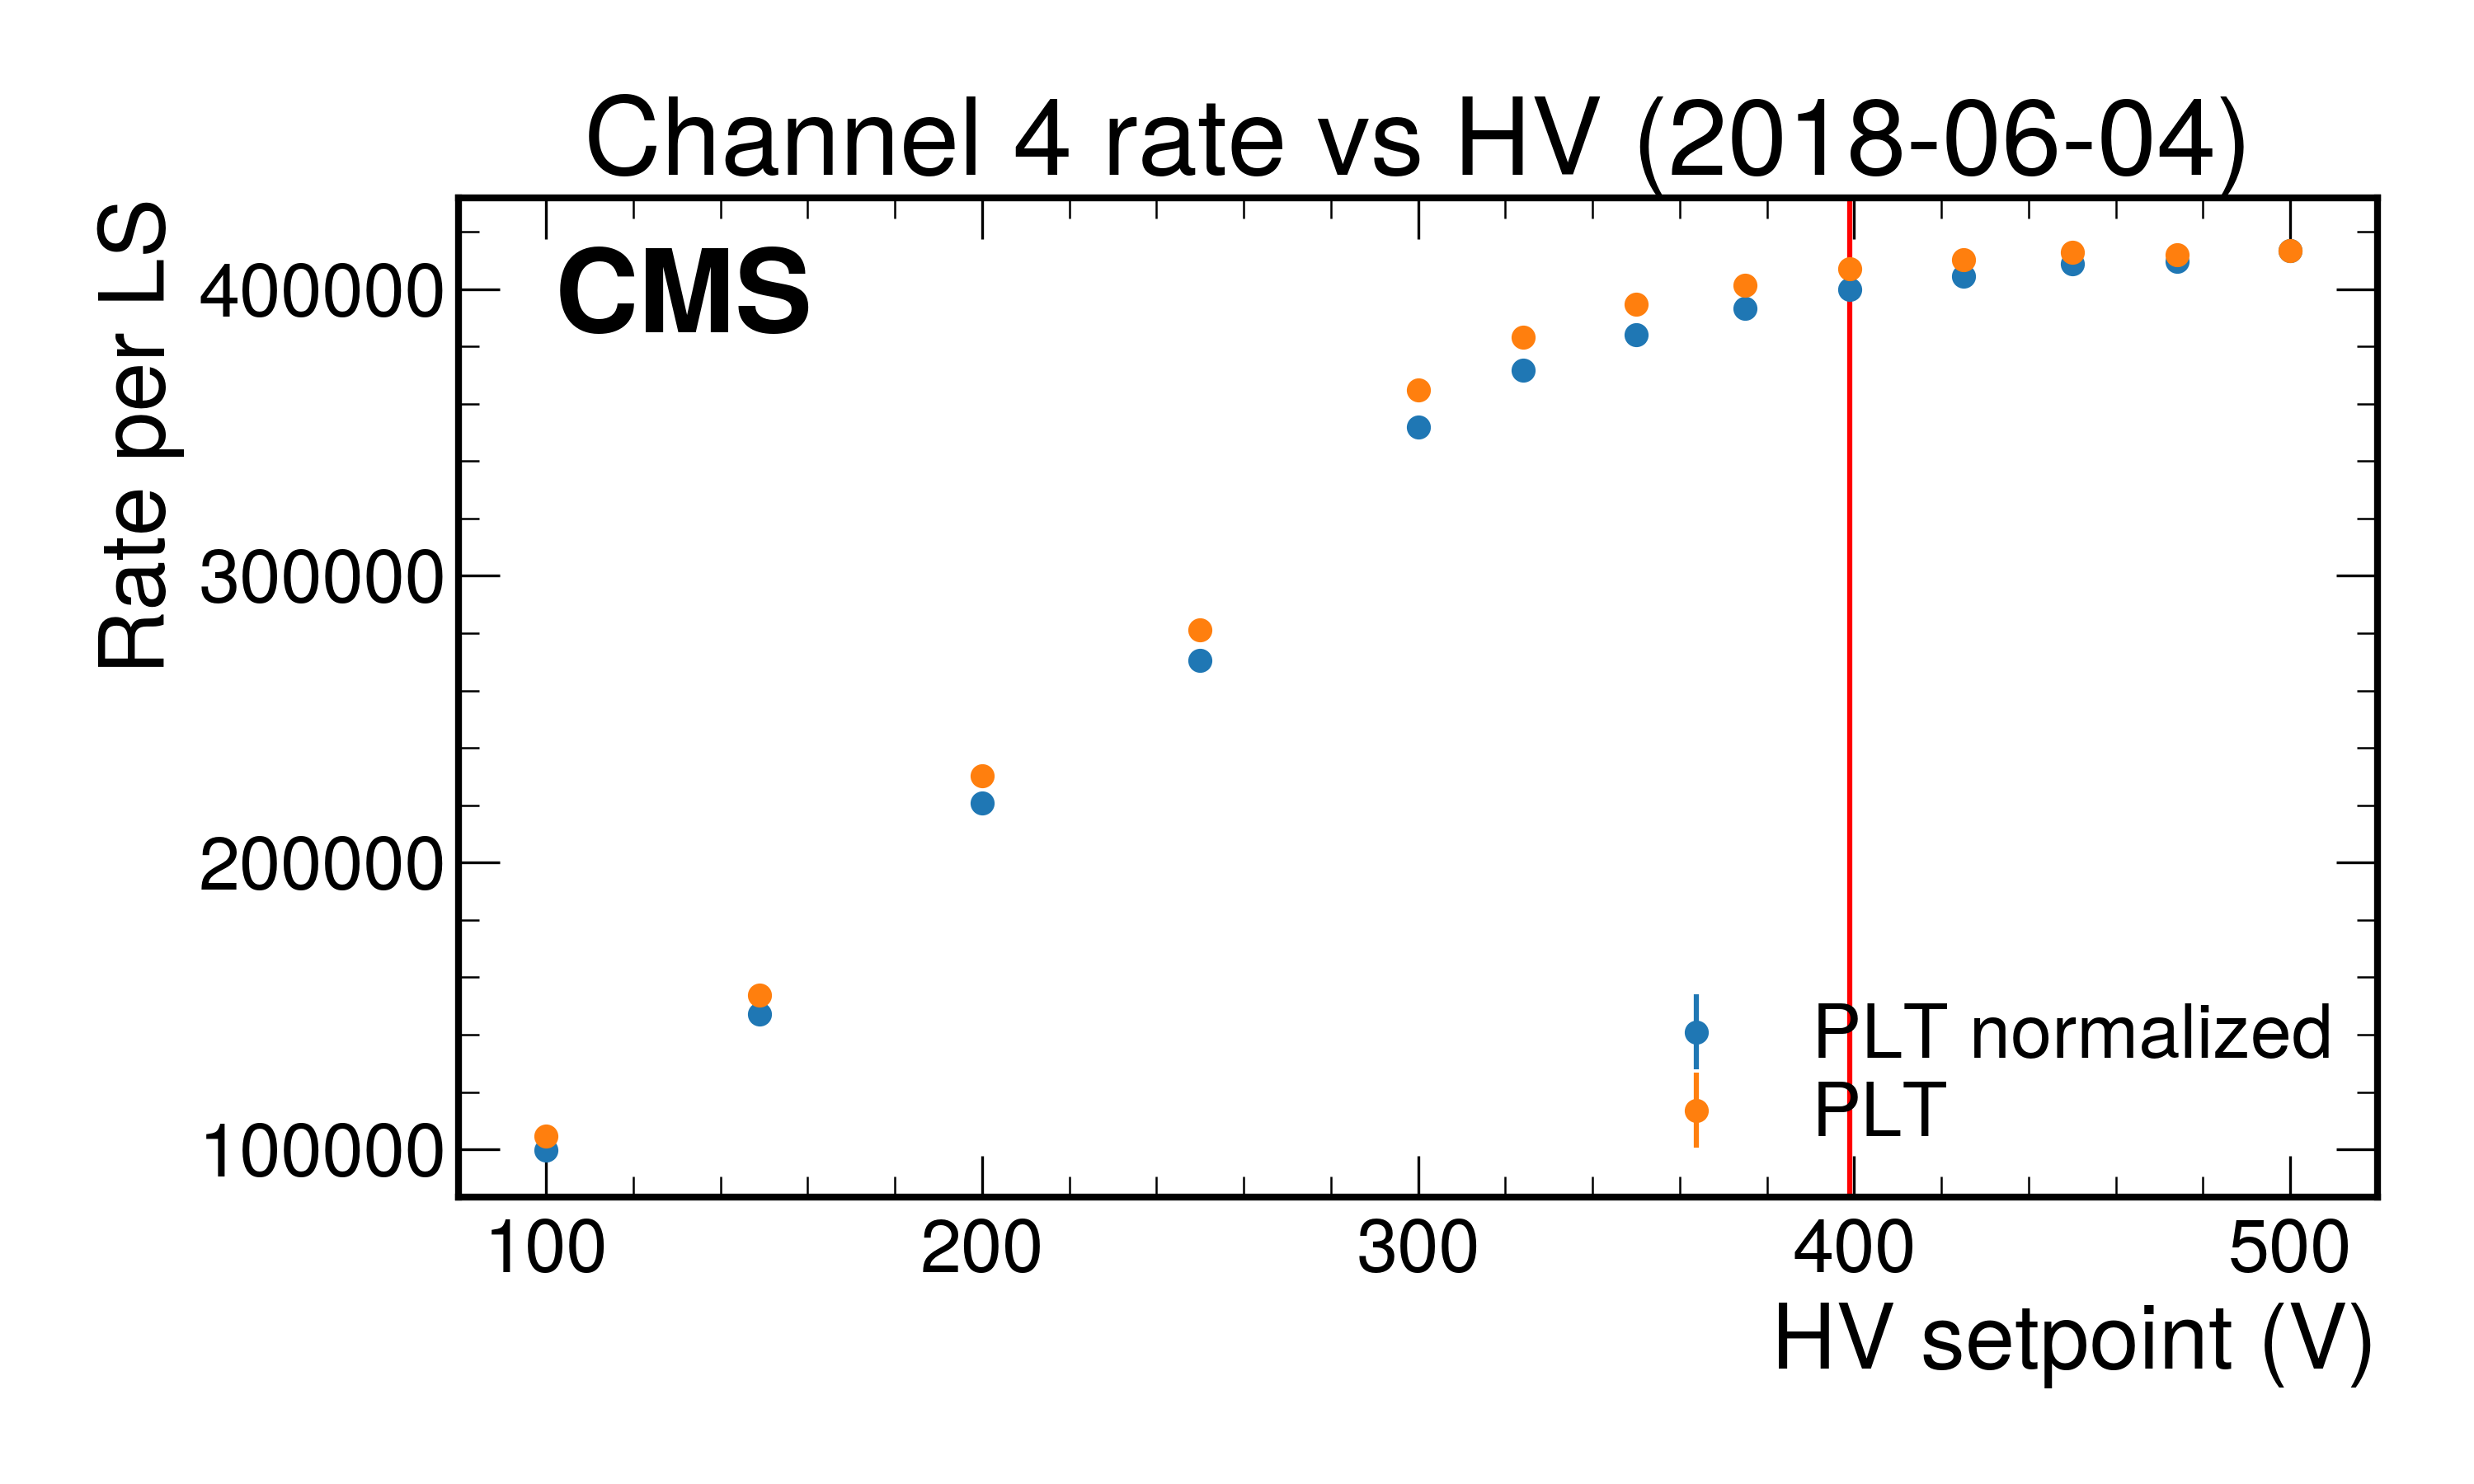 Channel 4 rate vs HV (2018-06-04)
Rate per LS
CMS
400000
300000
200000
100000
PLT normalized
PLT
100 200 300 400 500
HV setpoint (V)